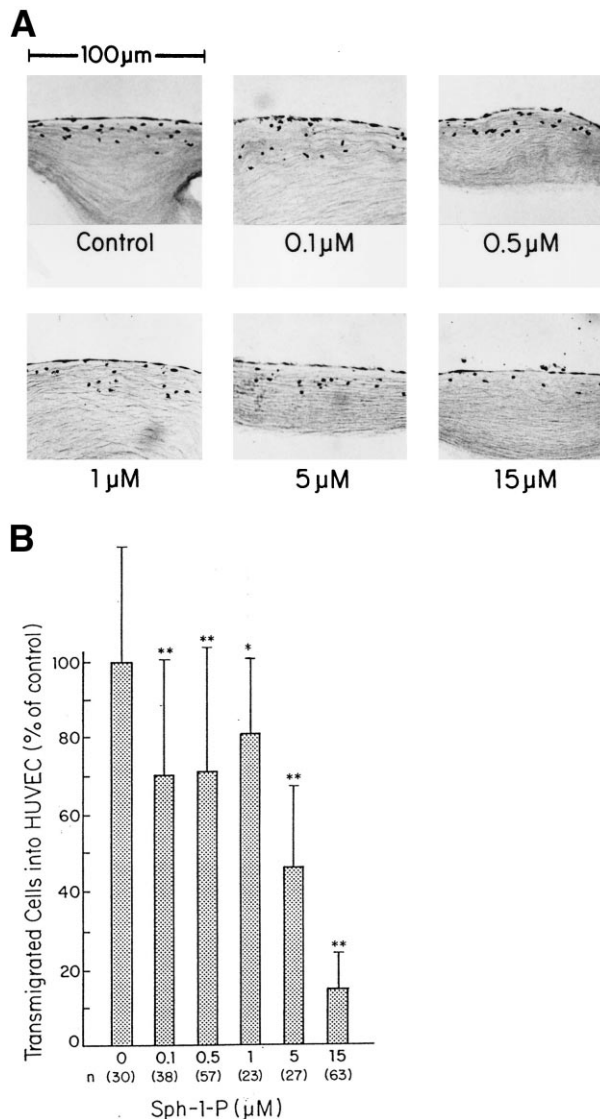 A
100µm
Control
0.1µM
0.5µM
1µM
5µM
15µM
B
Transmigrated Cells into HUVEC (% of control)
100
80
60
40
20
0
** ** * ** **
0 0.1 0.5 1 5 15
n (30) (38) (57) (23) (27) (63)
Sph-1-P (µM)